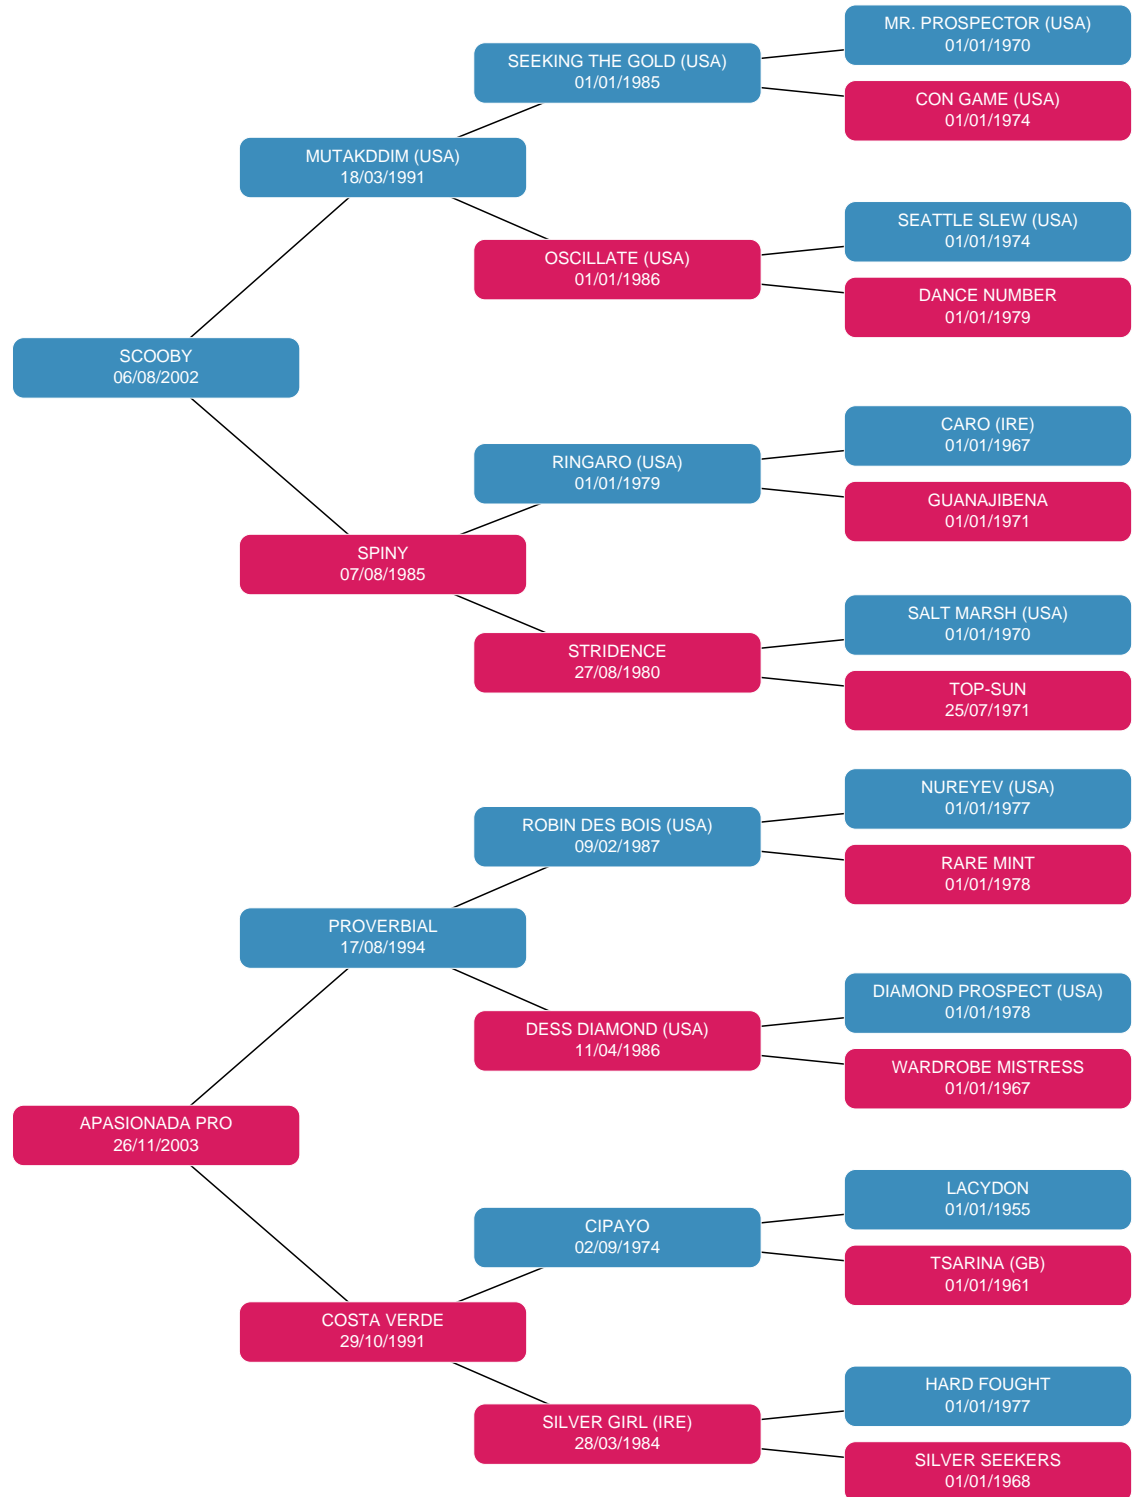 MR. PROSPECTOR (USA)
01/01/1970
SEEKING THE GOLD (USA)
01/01/1985
CON GAME (USA)
01/01/1974
MUTAKDDIM (USA)
18/03/1991
SEATTLE SLEW (USA)
01/01/1974
OSCILLATE (USA)
01/01/1986
DANCE NUMBER
01/01/1979
SCOOBY
06/08/2002
CARO (IRE)
01/01/1967
RINGARO (USA)
01/01/1979
GUANAJIBENA
01/01/1971
SPINY
07/08/1985
SALT MARSH (USA)
01/01/1970
STRIDENCE
27/08/1980
TOP-SUN
25/07/1971
NUREYEV (USA)
01/01/1977
ROBIN DES BOIS (USA)
09/02/1987
RARE MINT
01/01/1978
PROVERBIAL
17/08/1994
DIAMOND PROSPECT (USA)
01/01/1978
DESS DIAMOND (USA)
11/04/1986
WARDROBE MISTRESS
01/01/1967
APASIONADA PRO
26/11/2003
LACYDON
01/01/1955
CIPAYO
02/09/1974
TSARINA (GB)
01/01/1961
COSTA VERDE
29/10/1991
HARD FOUGHT
01/01/1977
SILVER GIRL (IRE)
28/03/1984
SILVER SEEKERS
01/01/1968